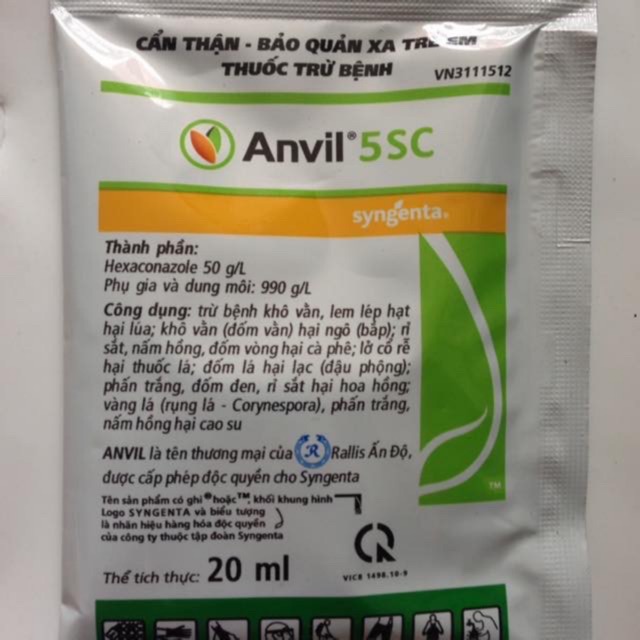 CẨN THẬN - BẢO QUẢN XA TRẺ EM
THUỐC TRỪ BỆNH VN3111512
Anvil® 5SC
syngenta®
Thành phần:
Hexaconazole 50 g/L
Phụ gia và dung môi: 990 g/L
Công dụng: trừ bệnh khô vằn, lem lép hạt
hại lúa; khô vằn (đốm vằn) hại ngô (bắp); rỉ
sắt, nấm hồng, đốm vòng hại cà phê; lở cổ rễ
hại thuốc lá; đốm lá hại lạc (đậu phộng);
phấn trắng, đốm đen, rỉ sắt hại hoa hồng;
vàng lá (rụng lá - Corynespora), phấn trắng,
nấm hồng hại cao su
ANVIL là tên thương mại của R Rallis Ấn Độ,
được cấp phép độc quyền cho Syngenta
Tên sản phẩm có ghi ® hoặc ™, khối khung hình
Logo SYNGENTA và biểu tượng
là nhãn hiệu hàng hóa độc quyền
của công ty thuộc tập đoàn Syngenta
TM
Thể tích thực: 20 ml